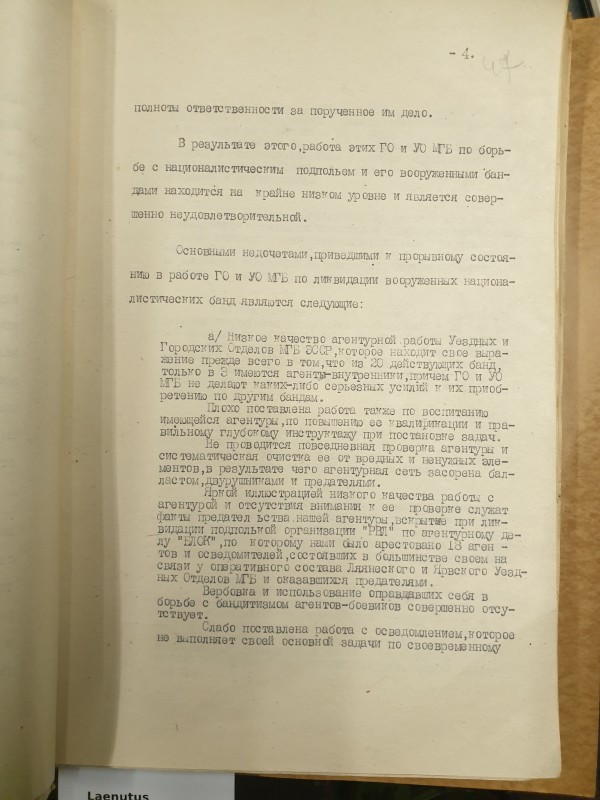 - 4.
47
полноты ответственности за порученное им дело.
В результате этого,работа этих ГО и УО МГБ по борь-
бе с националистическим подпольем и его вооруженными бан-
дами находится на крайне низком уровне и является совер-
шенно неудовлетворительной.
Основными недочетами,приведшими к прорывному состоя-
нию в работе ГО и УО МГБ по ликвидации вооруженных национа-
листических банд являются следующие:
а/ Низкое качество агентурной работы Уездных и
Городских Отделов МГБ ЭССР,которое находит свое выра-
жение прежде всего в том,что из 20 действующих банд,
только в 3 имеются агенты-внутренники,причем ГО и УО
МГБ не делают каких-либо серьезных усилий к их приоб-
ретению по другим бандам.
Плохо поставлена работа также по воспитанию
имеющейся агентуры,по повышению ее квалификации и пра-
вильному глубокому инструктажу при постановке задач.
Не проводится повседневная проверка агентуры и
систематическая очистка ее от вредных и ненужных эле-
ментов,в результате чего агентурная сеть засорена бал-
ластом,двурушниками и предателями.
Яркой иллюстрацией низкого качества работы с
агентурой и отсутствия внимания к ее проверке служат
факты предательства нашей агентуры,вскрытые при лик-
видации подпольной организации "РВЛ" по агентурному де-
лу "БЛОК",по которому нами было арестовано 18 аген -
тов и осведомителей,состоявших в большинстве своем на
связи у оперативного состава Ляянеского и Ярвского Уезд-
ных Отделов МГБ и оказавшихся предателями.
Вербовка и использование оправдавших себя в
борьбе с бандитизмом агентов-боевиков совершенно отсу-
тствует.
Слабо поставлена работа с осведомлением,которое
не выполняет своей основной задачи по своевременному
Laenutus